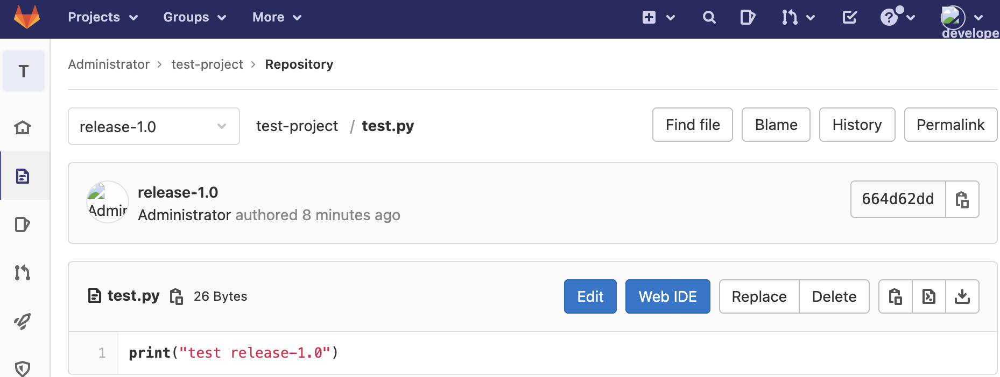 Projects Groups More
develope
T
Administrator > test-project > Repository
release-1.0 test-project / test.py Find file Blame History Permalink
release-1.0
Admin
Administrator authored 8 minutes ago
664d62dd
test.py 26 Bytes Edit Web IDE Replace Delete
1 print("test release-1.0")